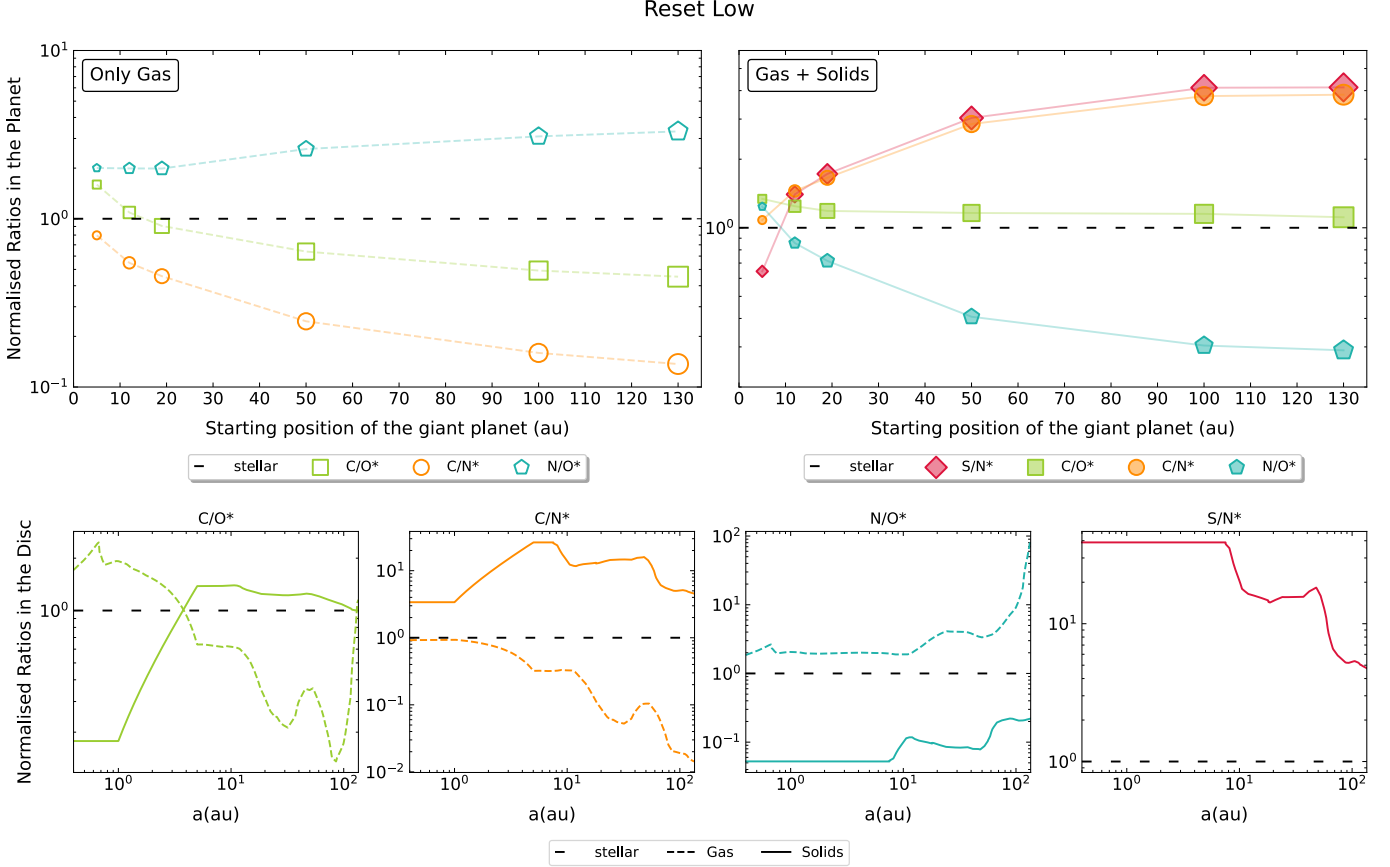 Reset Low
Only Gas
Gas + Solids
Normalised Ratios in the Planet
10^1
10^0
10^-1
0 10 20 30 40 50 60 70 80 90 100 110 120 130
Starting position of the giant planet (au)
stellar C/O* C/N* N/O*
10^0
0 10 20 30 40 50 60 70 80 90 100 110 120 130
Starting position of the giant planet (au)
stellar S/N* C/O* C/N* N/O*
Normalised Ratios in the Disc
C/O*
10^0
10^0 10^1 10^2
a(au)
C/N*
10^1
10^0
10^-1
10^-2
10^0 10^1 10^2
a(au)
N/O*
10^2
10^1
10^0
10^-1
10^0 10^1 10^2
a(au)
S/N*
10^1
10^0
10^0 10^1 10^2
a(au)
stellar Gas Solids